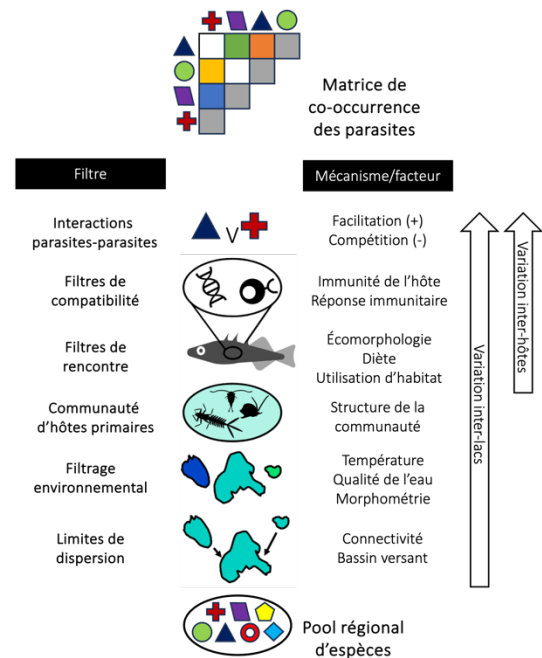 Matrice de
co-occurrence
des parasites
Filtre
Mécanisme/facteur
Interactions
parasites-parasites
V
Facilitation (+)
Compétition (-)
Filtres de
compatibilité
Immunité de l'hôte
Réponse immunitaire
Filtres de
rencontre
Écomorphologie
Diète
Utilisation d'habitat
Communauté
d'hôtes primaires
Structure de la
communauté
Filtrage
environnemental
Température
Qualité de l'eau
Morphométrie
Limites de
dispersion
Connectivité
Bassin versant
Variation inter-lacs
Variation inter-hôtes
Pool régional
d'espèces